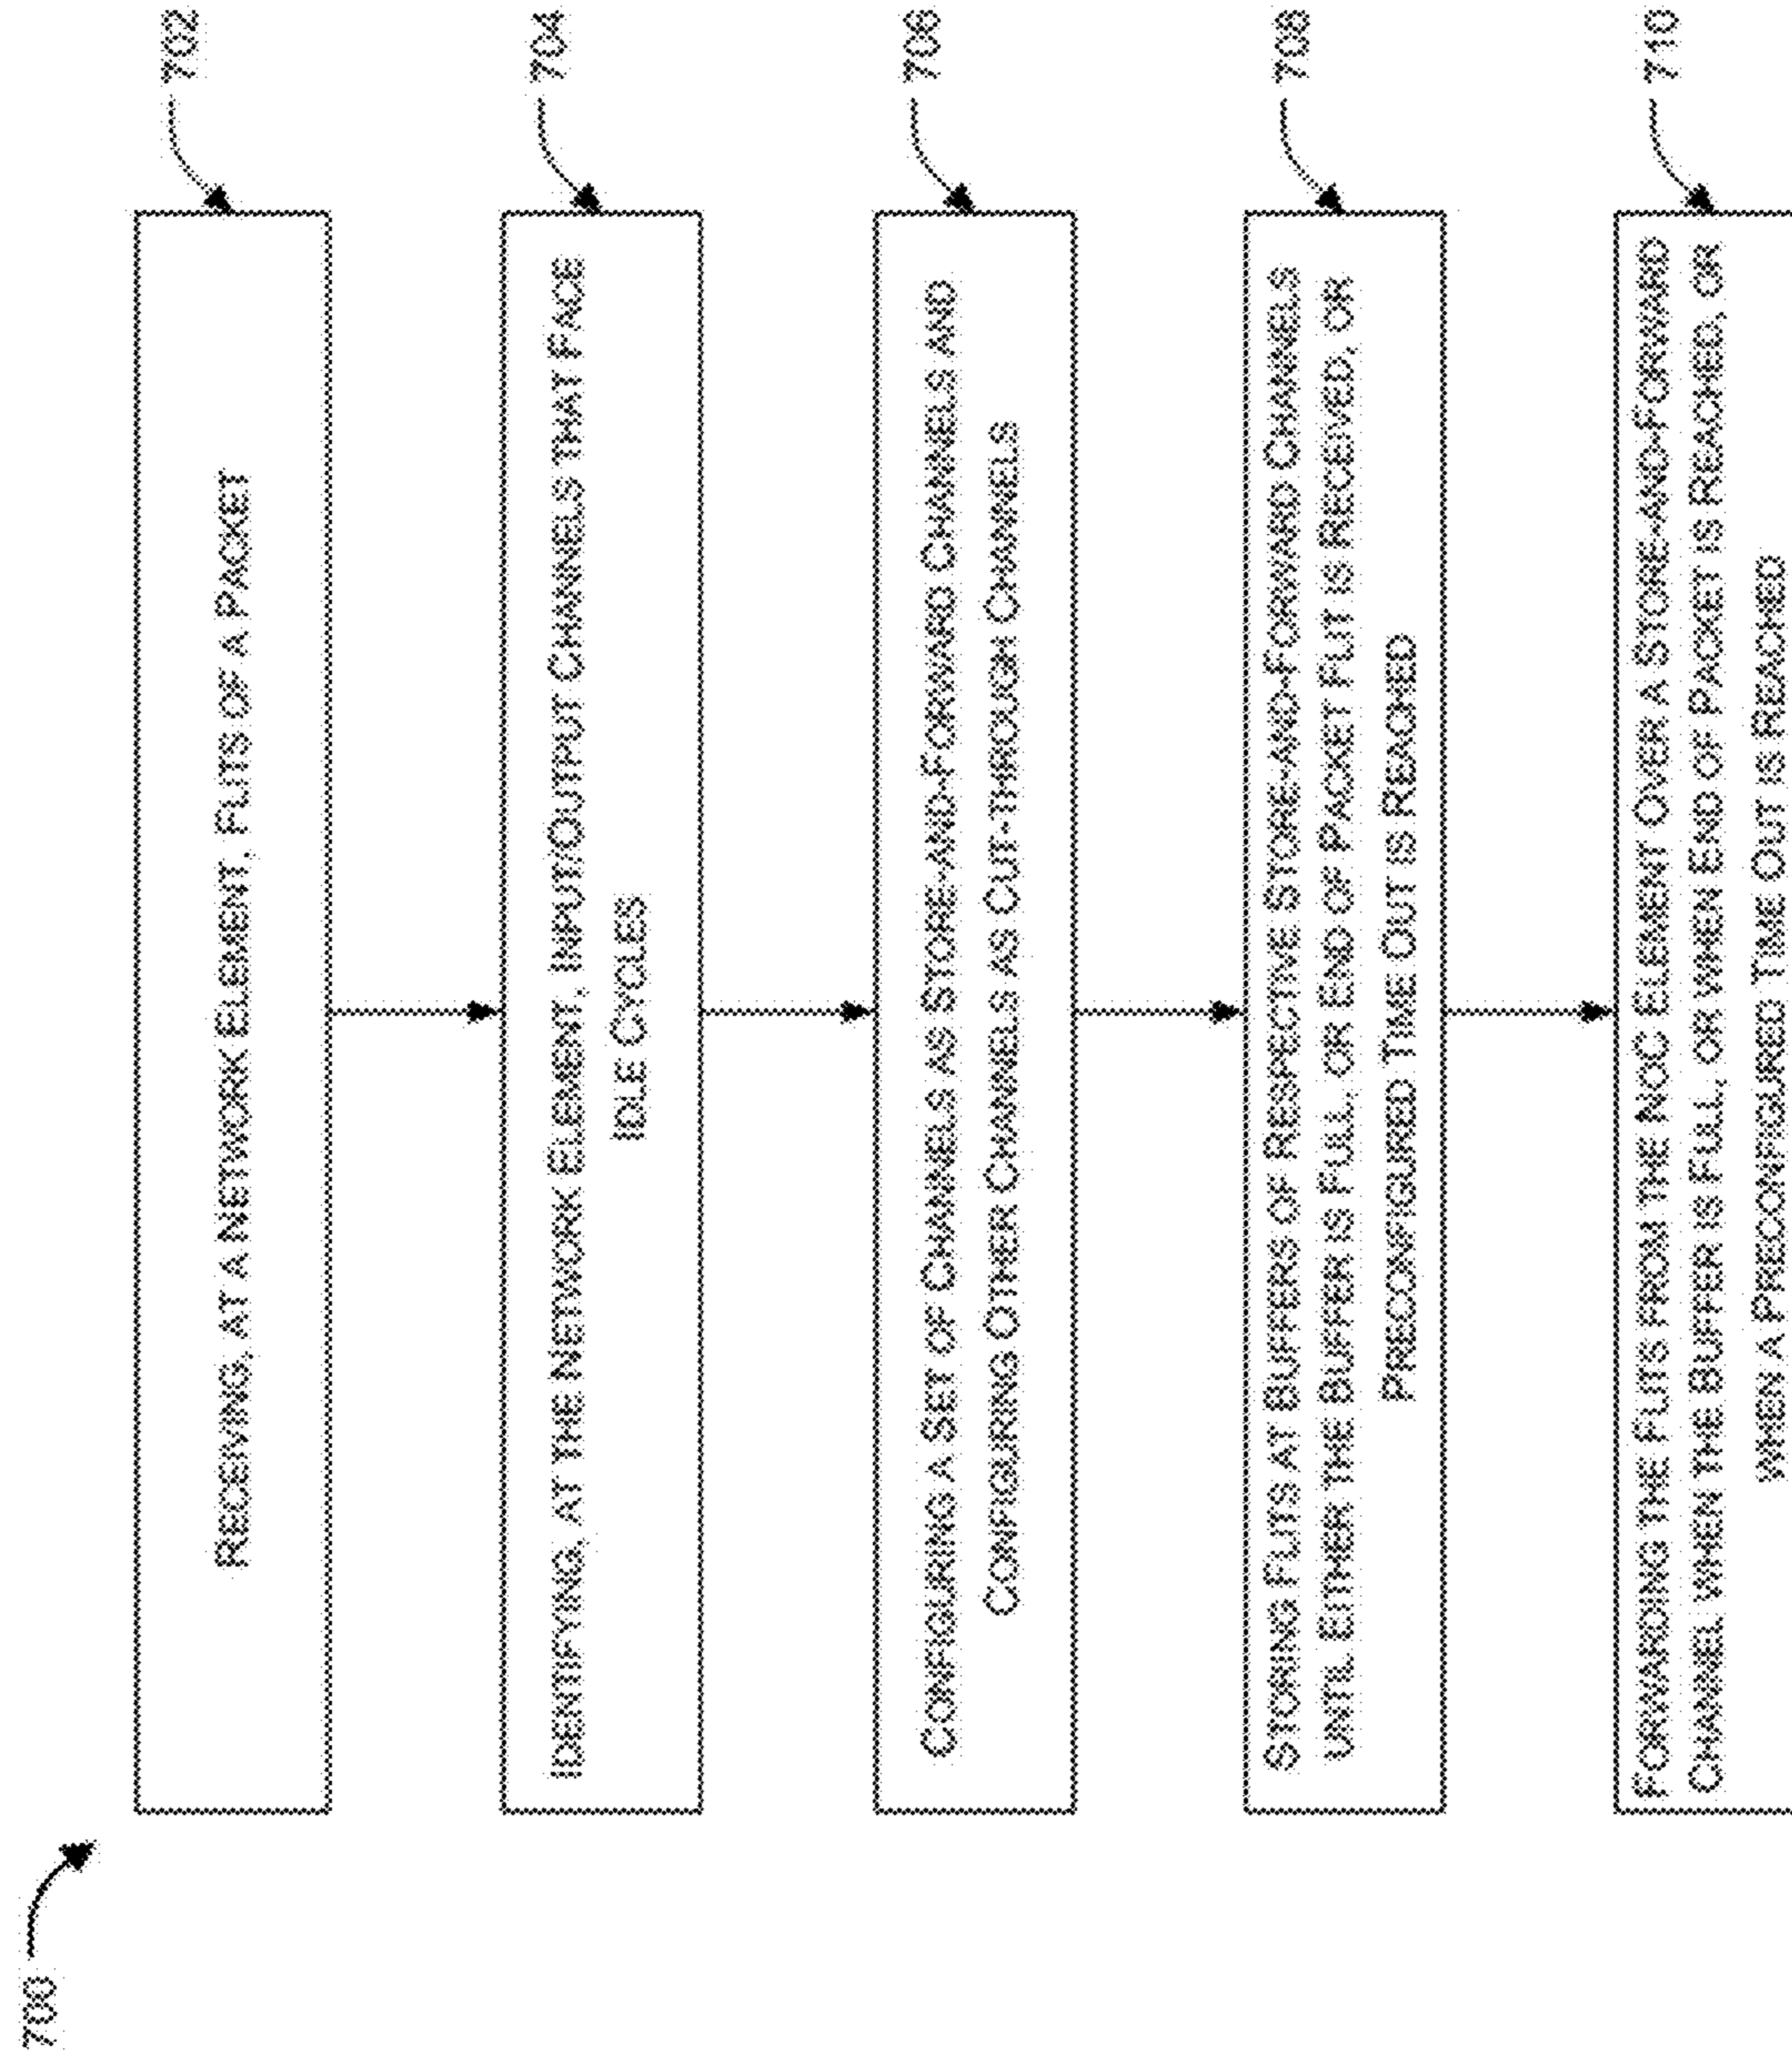 700
RECEIVING, AT A NETWORK ELEMENT, FLITS OF A PACKET
702
IDENTIFYING, AT THE NETWORK ELEMENT, INPUT/OUTPUT CHANNELS THAT FACE
IDLE CYCLES
704
CONFIGURING A SET OF CHANNELS AS STORE-AND-FORWARD CHANNELS AND
CONFIGURING OTHER CHANNELS AS CUT-THROUGH CHANNELS
706
STORING FLITS AT BUFFERS OF RESPECTIVE STORE-AND-FORWARD CHANNELS
UNTIL EITHER THE BUFFER IS FULL, OR END OF PACKET FLIT IS RECEIVED, OR
PRECONFIGURED TIME OUT IS REACHED
708
FORWARDING THE FLITS FROM THE NOC ELEMENT OVER A STORE-AND-FORWARD
CHANNEL WHEN THE BUFFER IS FULL, OR WHEN END OF PACKET IS REACHED, OR
WHEN A PRECONFIGURED TIME OUT IS REACHED
710